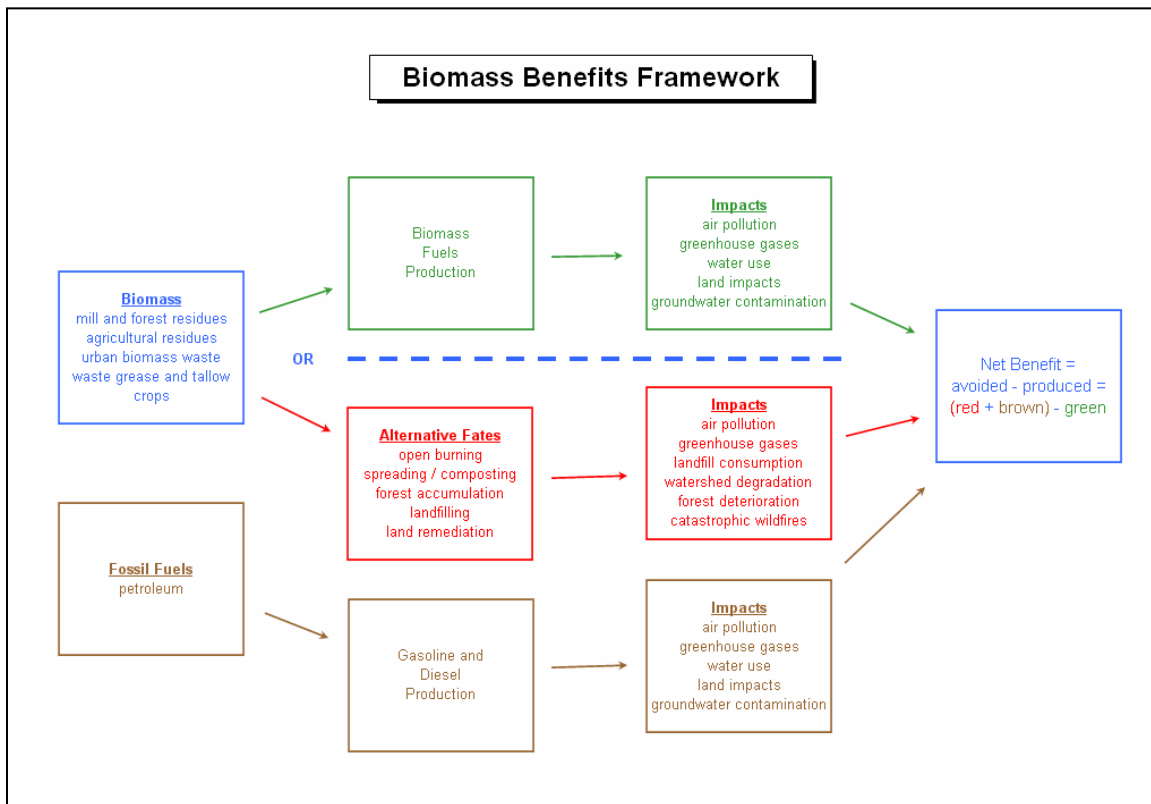 Biomass Benefits Framework
Biomass
mill and forest residues
agricultural residues
urban biomass waste
waste grease and tallow
crops
Biomass
Fuels
Production
Impacts
air pollution
greenhouse gases
water use
land impacts
groundwater contamination
OR
Alternative Fates
open burning
spreading / composting
forest accumulation
landfilling
land remediation
Impacts
air pollution
greenhouse gases
landfill consumption
watershed degradation
forest deterioration
catastrophic wildfires
Net Benefit =
avoided - produced =
(red + brown) - green
Fossil Fuels
petroleum
Gasoline and
Diesel
Production
Impacts
air pollution
greenhouse gases
water use
land impacts
groundwater contamination